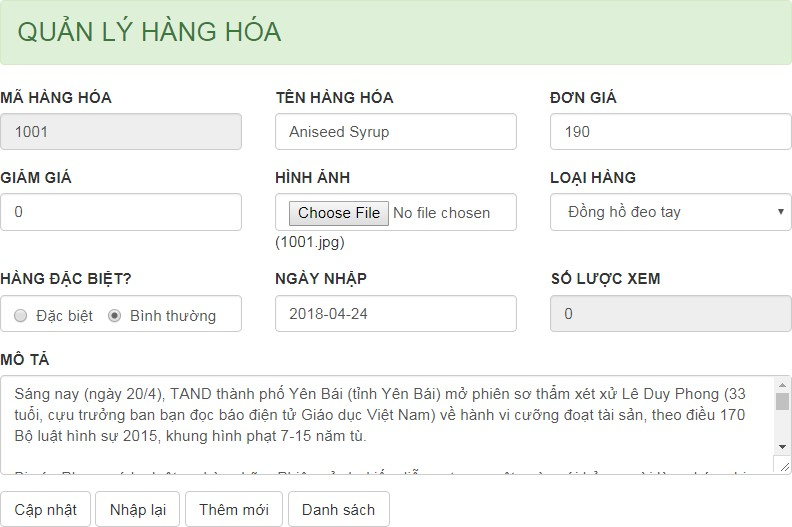 QUẢN LÝ HÀNG HÓA
MÃ HÀNG HÓA TÊN HÀNG HÓA ĐƠN GIÁ
1001 Aniseed Syrup 190
GIẢM GIÁ HÌNH ẢNH LOẠI HÀNG
0 Choose File No file chosen Đồng hồ đeo tay
(1001.jpg)
HÀNG ĐẶC BIỆT? NGÀY NHẬP SỐ LƯỢC XEM
Đặc biệt Bình thường 2018-04-24 0
MÔ TẢ
Sáng nay (ngày 20/4), TAND thành phố Yên Bái (tỉnh Yên Bái) mở phiên sơ thẩm xét xử Lê Duy Phong (33
tuổi, cựu trưởng ban bạn đọc báo điện tử Giáo dục Việt Nam) về hành vi cưỡng đoạt tài sản, theo điều 170
Bộ luật hình sự 2015, khung hình phạt 7-15 năm tù.
Cập nhật Nhập lại Thêm mới Danh sách